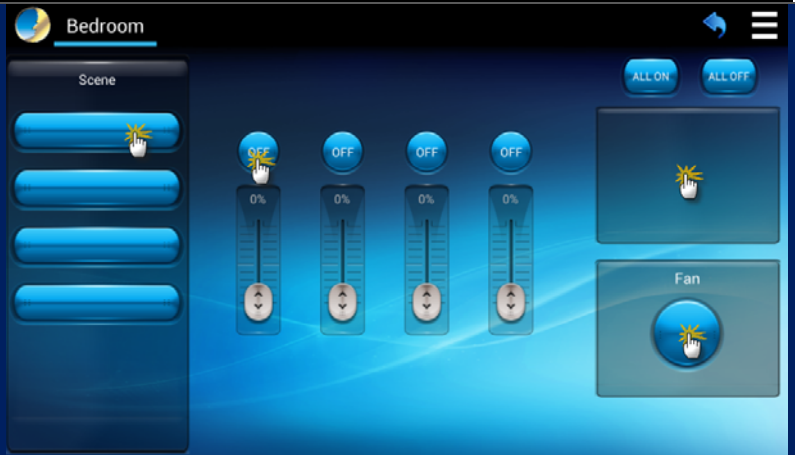 Bedroom
Scene
ALL ON ALL OFF
OFF OFF OFF OFF
0% 0% 0% 0%
Fan